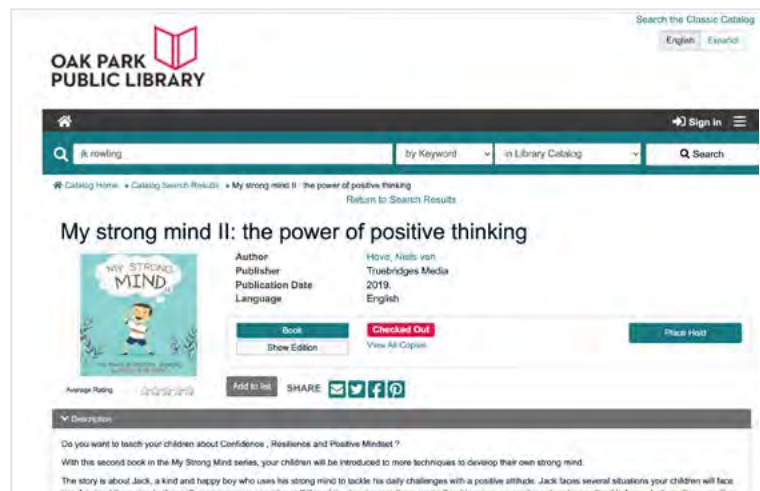 Search the Classic Catalog
English Español
OAK PARK
PUBLIC LIBRARY
Sign in
jk rowling by Keyword in Library Catalog Search
Catalog Home » Catalog Search Results » My strong mind II : the power of positive thinking
Return to Search Results
My strong mind II: the power of positive thinking
MY STRONG
MIND
Author Hove, Niels van
Publisher Truebridges Media
Publication Date 2019.
Language English
Book Checked Out Place Hold
Show Edition View All Copies
Average Rating Add to list SHARE
Description
Do you want to teach your children about Confidence , Resilience and Positive Mindset ?
With this second book in the My Strong Mind series, your children will be introduced to more techniques to develop their own strong mind.
The story is about Jack, a kind and happy boy who uses his strong mind to tackle his daily challenges with a positive attitude. Jack faces several situations your children will face